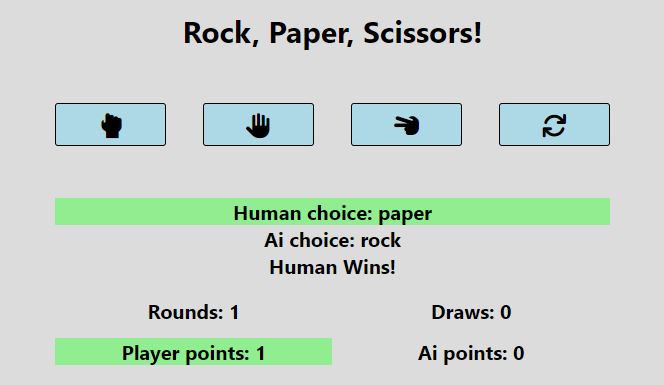 Rock, Paper, Scissors!
Human choice: paper
Ai choice: rock
Human Wins!
Rounds: 1 Draws: 0
Player points: 1 Ai points: 0